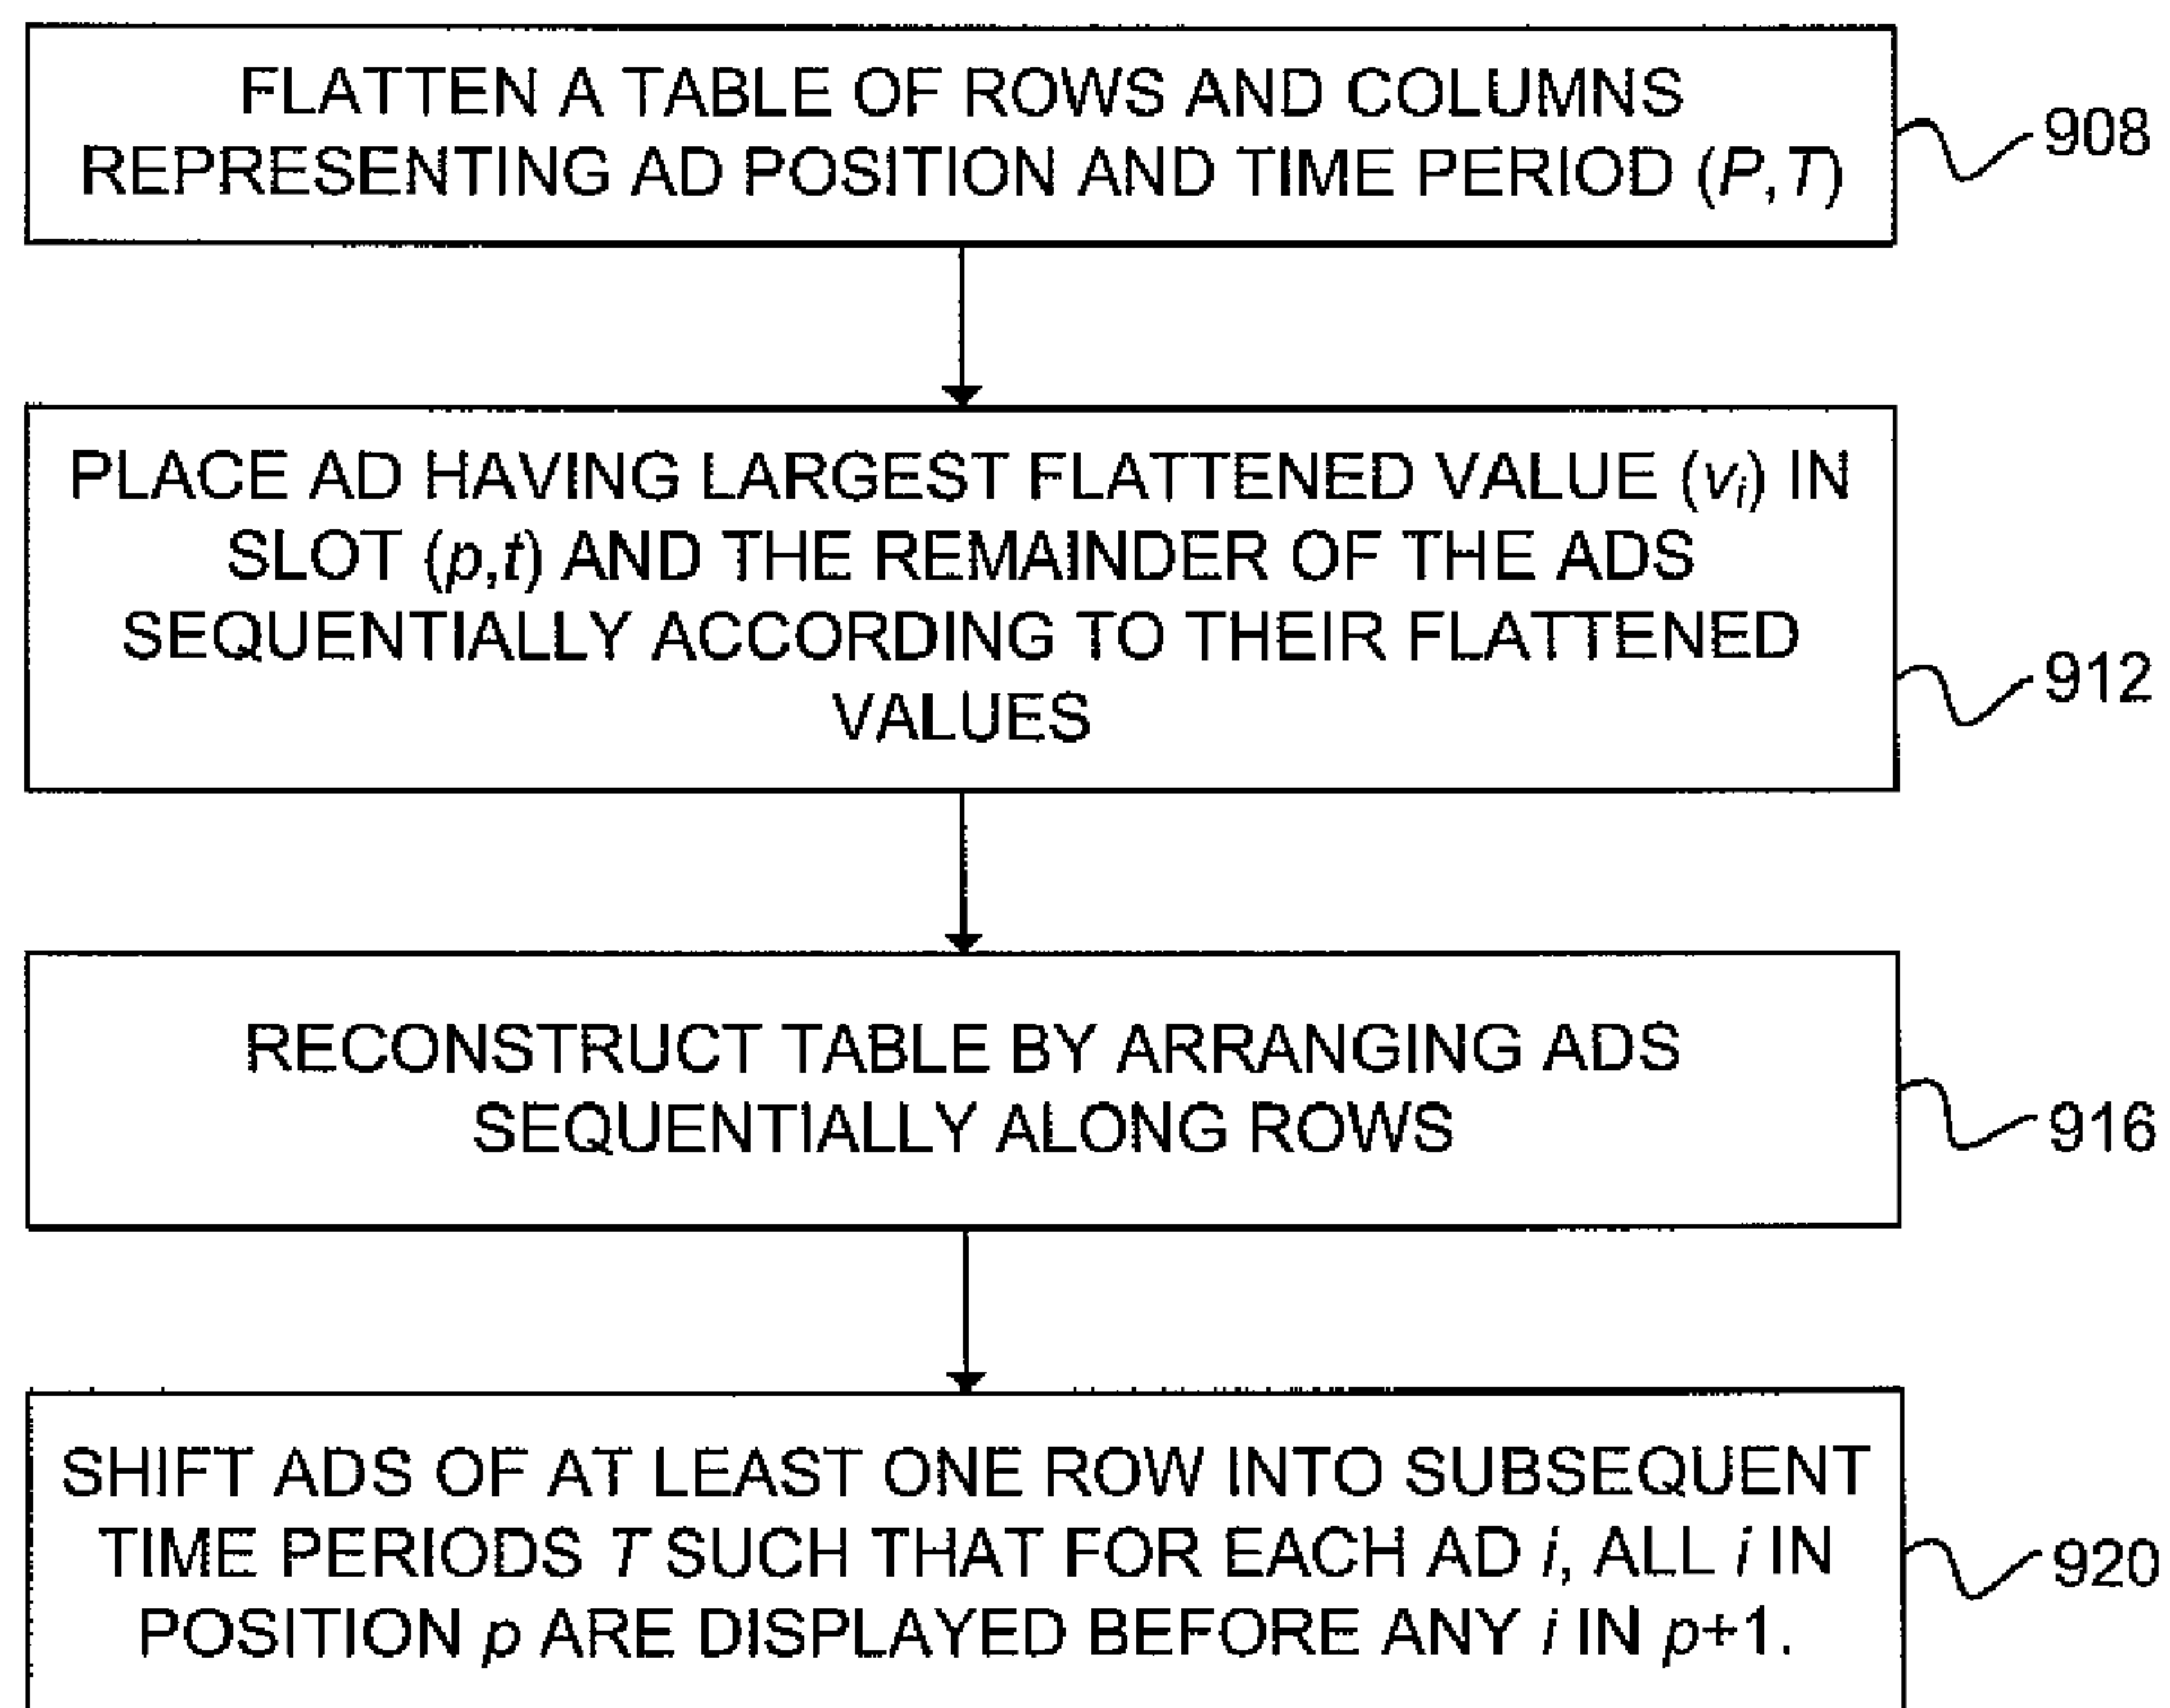 FLATTEN A TABLE OF ROWS AND COLUMNS
REPRESENTING AD POSITION AND TIME PERIOD (P,T)
908
PLACE AD HAVING LARGEST FLATTENED VALUE (vi) IN
SLOT (p,t) AND THE REMAINDER OF THE ADS
SEQUENTIALLY ACCORDING TO THEIR FLATTENED
VALUES
912
RECONSTRUCT TABLE BY ARRANGING ADS
SEQUENTIALLY ALONG ROWS
916
SHIFT ADS OF AT LEAST ONE ROW INTO SUBSEQUENT
TIME PERIODS T SUCH THAT FOR EACH AD i, ALL i IN
POSITION p ARE DISPLAYED BEFORE ANY i IN p+1.
920